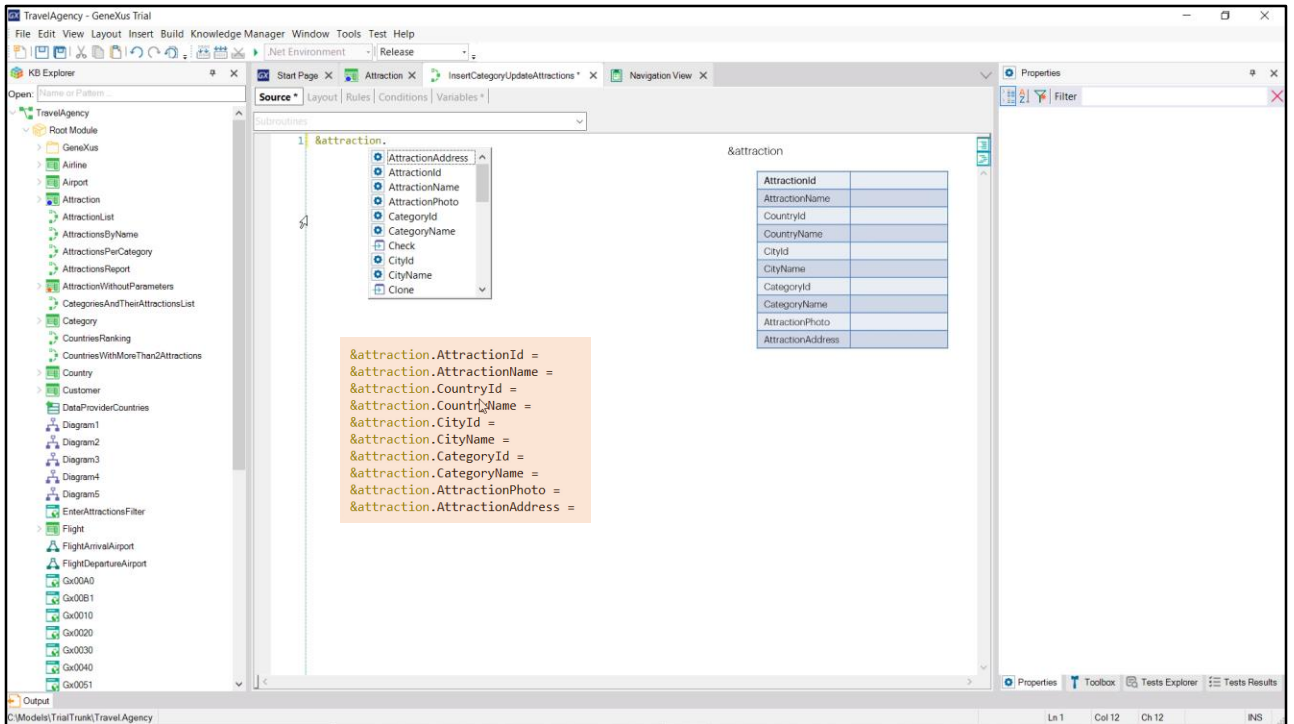 TravelAgency - GeneXus Trial
File Edit View Layout Insert Build Knowledge Manager Window Tools Test Help
.Net Environment Release
KB Explorer
Open: Name or Pattern...
TravelAgency
Root Module
GeneXus
Airline
Airport
Attraction
AttractionList
AttractionsByName
AttractionsPerCategory
AttractionsReport
AttractionWithoutParameters
CategoriesAndTheirAttractionsList
Category
CountriesRanking
CountriesWithMoreThan2Attractions
Country
Customer
DataProviderCountries
Diagram1
Diagram2
Diagram3
Diagram4
Diagram5
EnterAttractionsFilter
Flight
FlightArrivalAirport
FlightDepartureAirport
Gx00A0
Gx00B1
Gx0010
Gx0020
Gx0030
Gx0040
Gx0051
Start Page Attraction InsertCategoryUpdateAttractions * Navigation View
Source * Layout Rules Conditions Variables *
Subroutines
1 &attraction.
AttractionAddress
AttractionId
AttractionName
AttractionPhoto
CategoryId
CategoryName
Check
CityId
CityName
Clone
&attraction
AttractionId
AttractionName
CountryId
CountryName
CityId
CityName
CategoryId
CategoryName
AttractionPhoto
AttractionAddress
&attraction.AttractionId =
&attraction.AttractionName =
&attraction.CountryId =
&attraction.CountryName =
&attraction.CityId =
&attraction.CityName =
&attraction.CategoryId =
&attraction.CategoryName =
&attraction.AttractionPhoto =
&attraction.AttractionAddress =
Properties
Filter
Properties Toolbox Tests Explorer Tests Results
Output
C:\Models\TrialTrunk\TravelAgency Ln 1 Col 12 Ch 12 INS